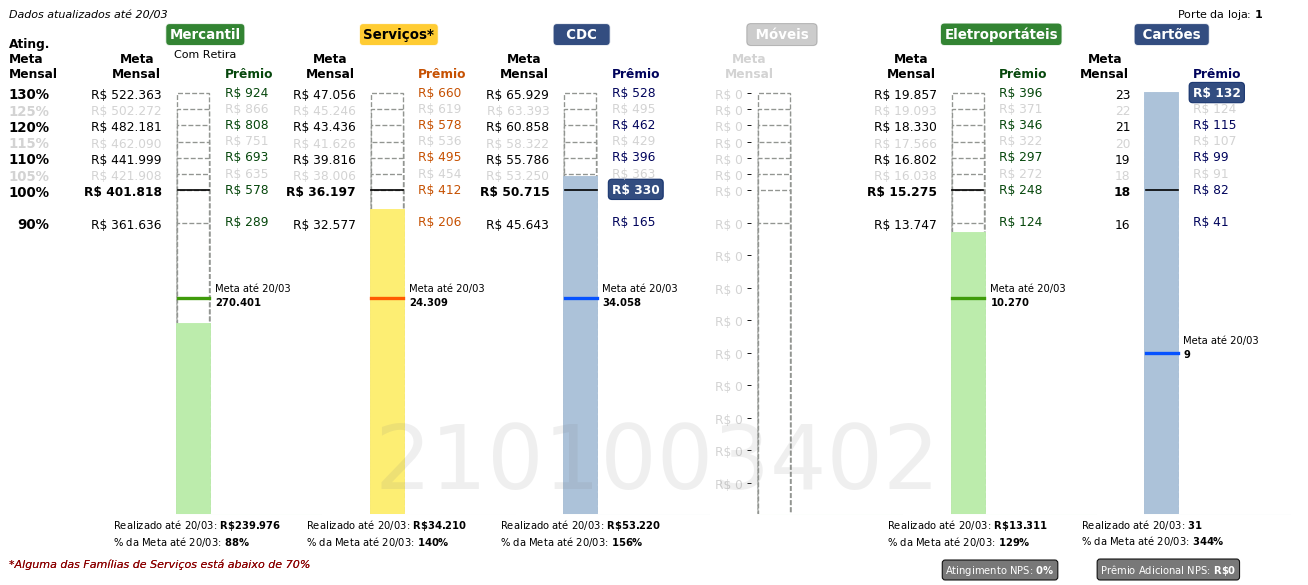 Dados atualizados até 20/03
Porte da loja: 1
Mercantil Serviços* CDC Móveis Eletroportáteis Cartões
Ating. Meta Mensal
Com Retira
Meta Mensal Prêmio Meta Mensal Prêmio Meta Mensal Prêmio Meta Mensal Meta Mensal Prêmio Meta Mensal Prêmio
130% R$ 522.363 R$ 924 R$ 47.056 R$ 660 R$ 65.929 R$ 528 R$ 0 R$ 19.857 R$ 396 23 R$ 132
125% R$ 502.272 R$ 866 R$ 45.246 R$ 619 R$ 63.393 R$ 495 R$ 0 R$ 19.093 R$ 371 22 R$ 124
120% R$ 482.181 R$ 808 R$ 43.436 R$ 578 R$ 60.858 R$ 462 R$ 0 R$ 18.330 R$ 346 21 R$ 115
115% R$ 462.090 R$ 751 R$ 41.626 R$ 536 R$ 58.322 R$ 429 R$ 0 R$ 17.566 R$ 322 20 R$ 107
110% R$ 441.999 R$ 693 R$ 39.816 R$ 495 R$ 55.786 R$ 396 R$ 0 R$ 16.802 R$ 297 19 R$ 99
105% R$ 421.908 R$ 635 R$ 38.006 R$ 454 R$ 53.250 R$ 363 R$ 0 R$ 16.038 R$ 272 18 R$ 91
100% R$ 401.818 R$ 578 R$ 36.197 R$ 412 R$ 50.715 R$ 330 R$ 0 R$ 15.275 R$ 248 18 R$ 82
90% R$ 361.636 R$ 289 R$ 32.577 R$ 206 R$ 45.643 R$ 165 R$ 0 R$ 13.747 R$ 124 16 R$ 41
R$ 0
R$ 0
R$ 0
R$ 0
R$ 0
R$ 0
R$ 0
R$ 0
Meta até 20/03 Meta até 20/03 Meta até 20/03 Meta até 20/03
270.401 24.309 34.058 10.270
Meta até 20/03
9
2101003402
Realizado até 20/03: R$239.976 Realizado até 20/03: R$34.210 Realizado até 20/03: R$53.220 Realizado até 20/03: R$13.311 Realizado até 20/03: 31
% da Meta até 20/03: 88% % da Meta até 20/03: 140% % da Meta até 20/03: 156% % da Meta até 20/03: 129% % da Meta até 20/03: 344%
*Alguma das Famílias de Serviços está abaixo de 70%
Atingimento NPS: 0% Prêmio Adicional NPS: R$0